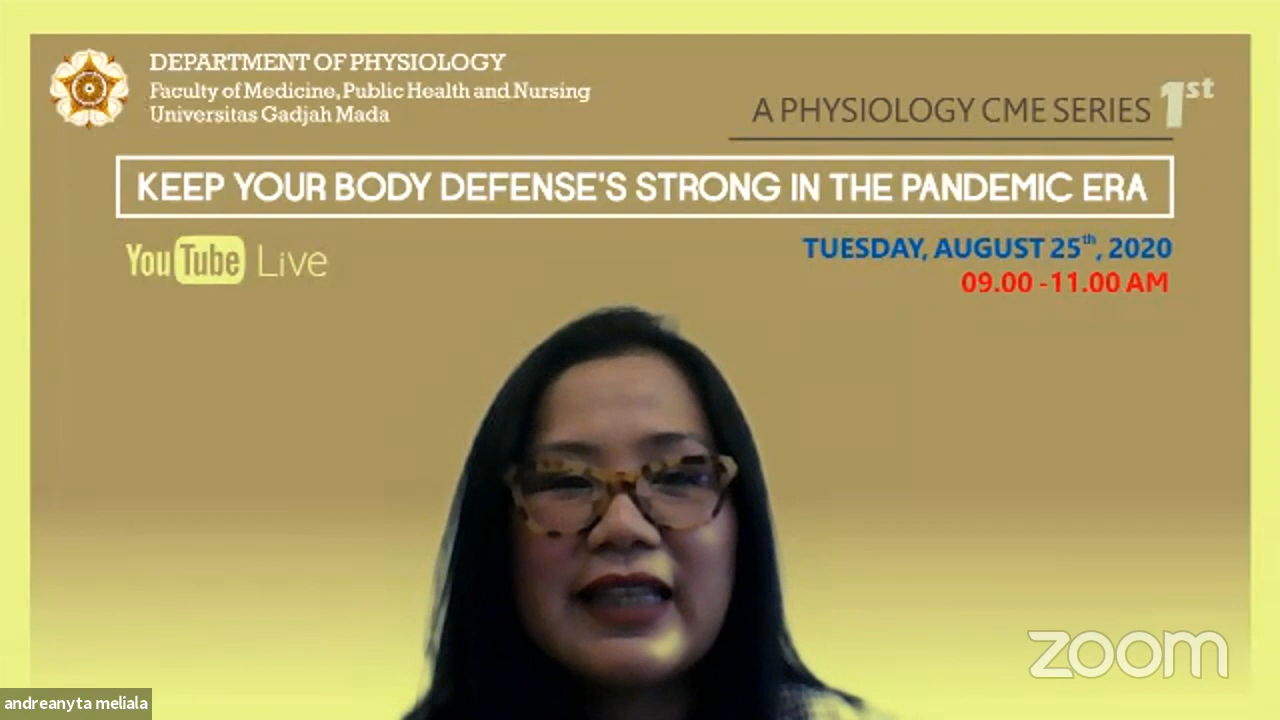 DEPARTMENT OF PHYSIOLOGY
Faculty of Medicine, Public Health and Nursing
Universitas Gadjah Mada
A PHYSIOLOGY CME SERIES 1st
KEEP YOUR BODY DEFENSE'S STRONG IN THE PANDEMIC ERA
YouTube Live
TUESDAY, AUGUST 25th, 2020
09.00 -11.00 AM
zoom
andreanyta meliala